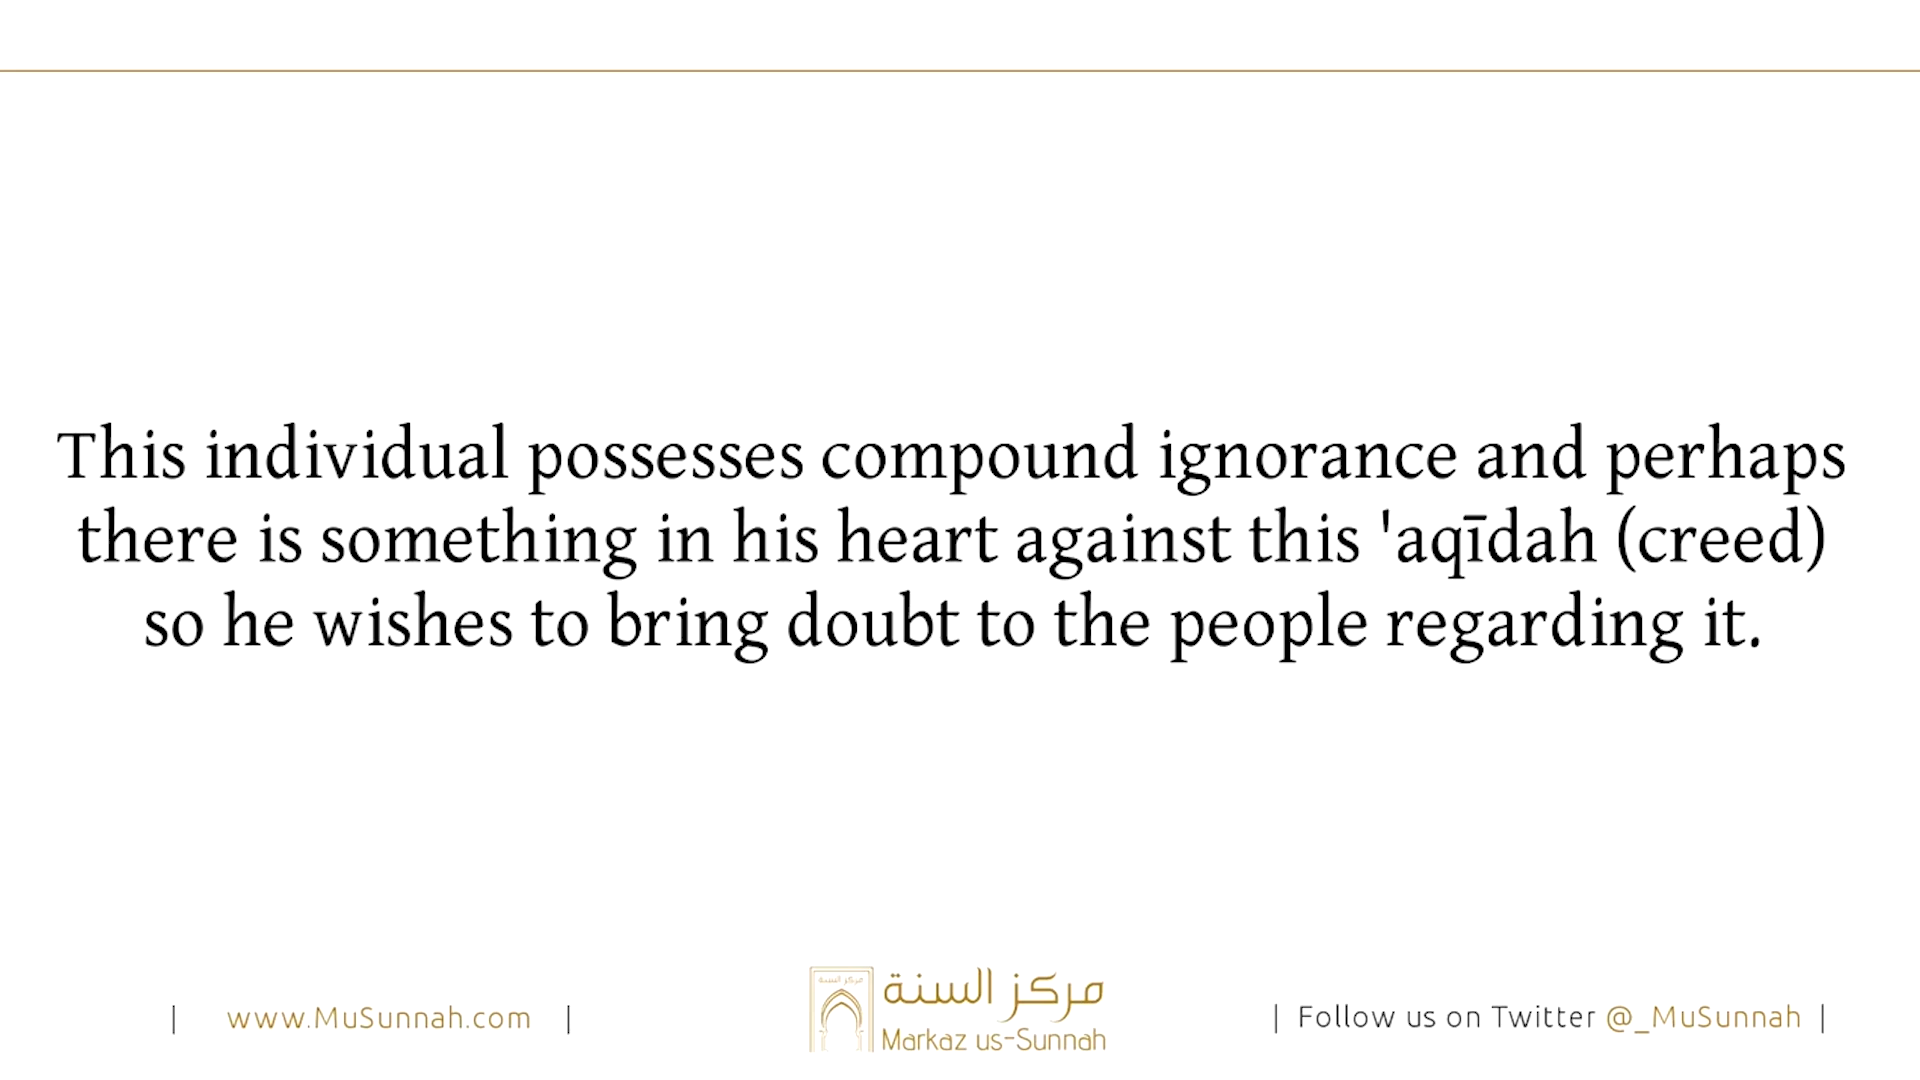 This individual possesses compound ignorance and perhaps
there is something in his heart against this 'aqīdah (creed)
so he wishes to bring doubt to the people regarding it.
| www.MuSunnah.com |
مركز السنة
مركز السنة
Markaz us-Sunnah
| Follow us on Twitter @_MuSunnah |